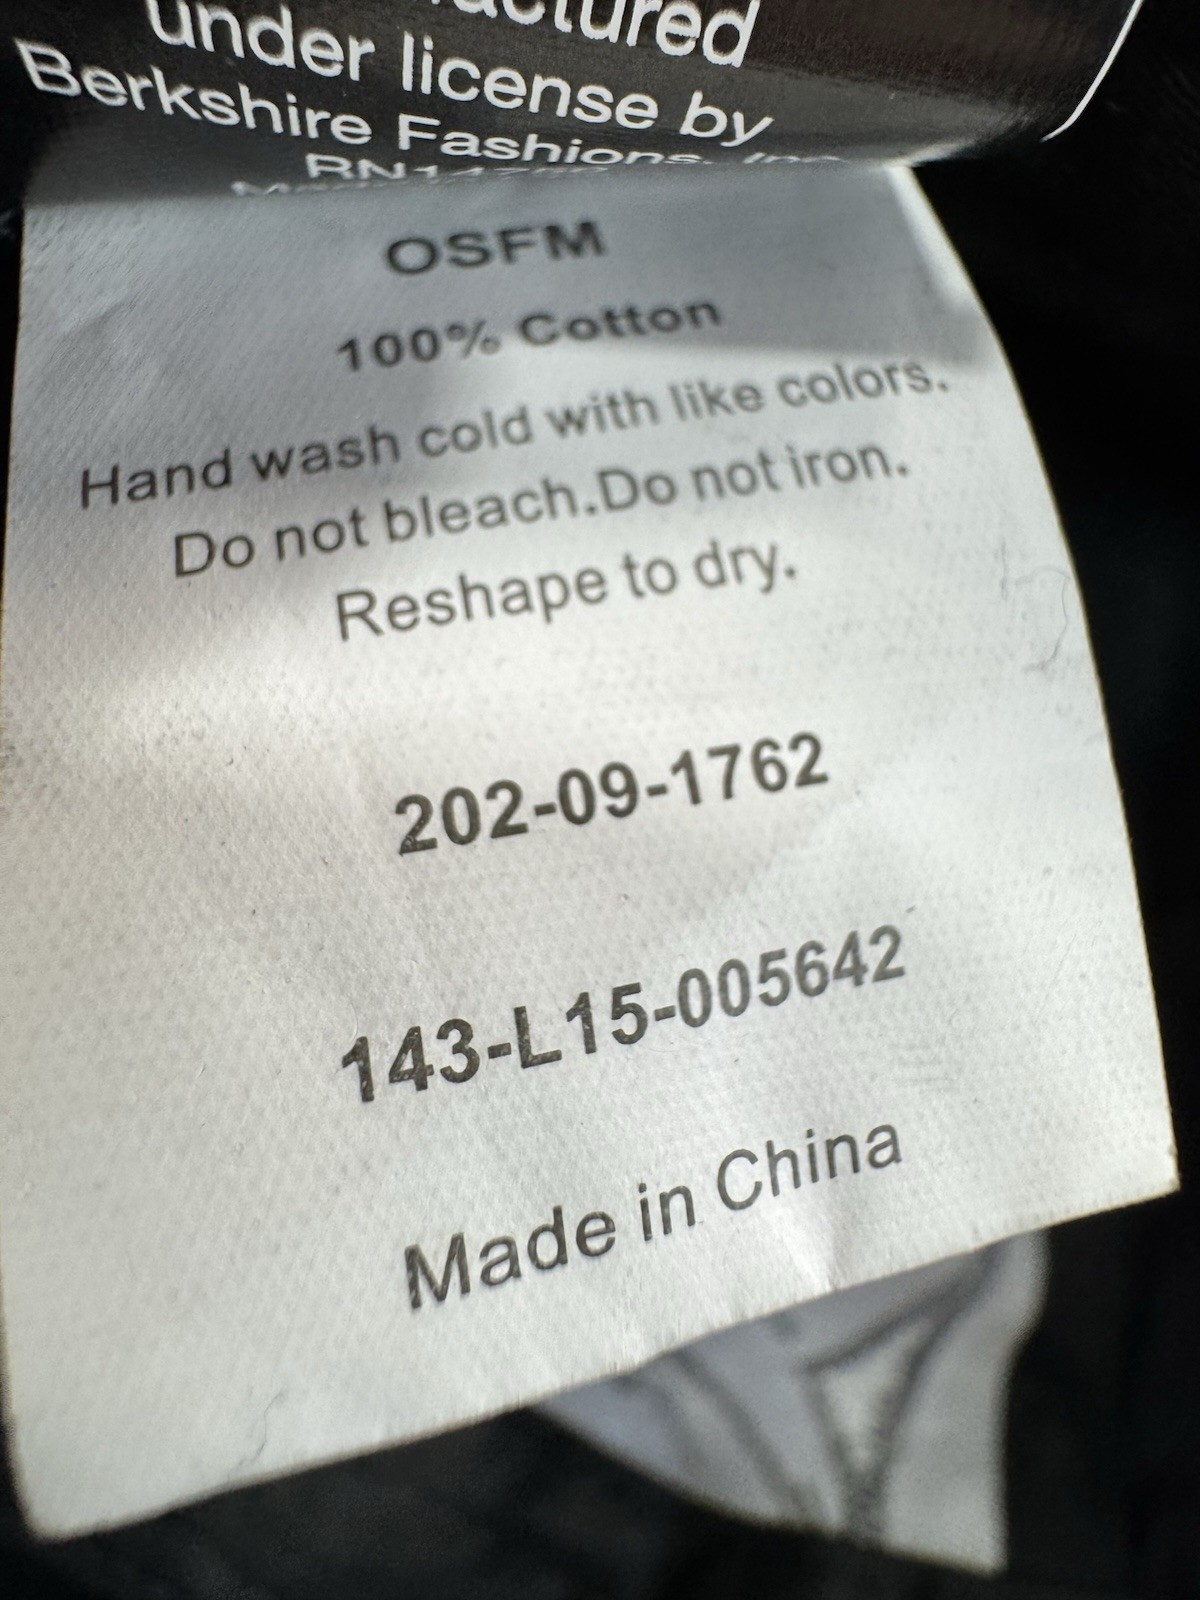 under license by
Berkshire Fashions, Inc.
OSFM
100% Cotton
Hand wash cold with like colors.
Do not bleach.Do not iron.
Reshape to dry.
202-09-1762
143-L15-005642
Made in China